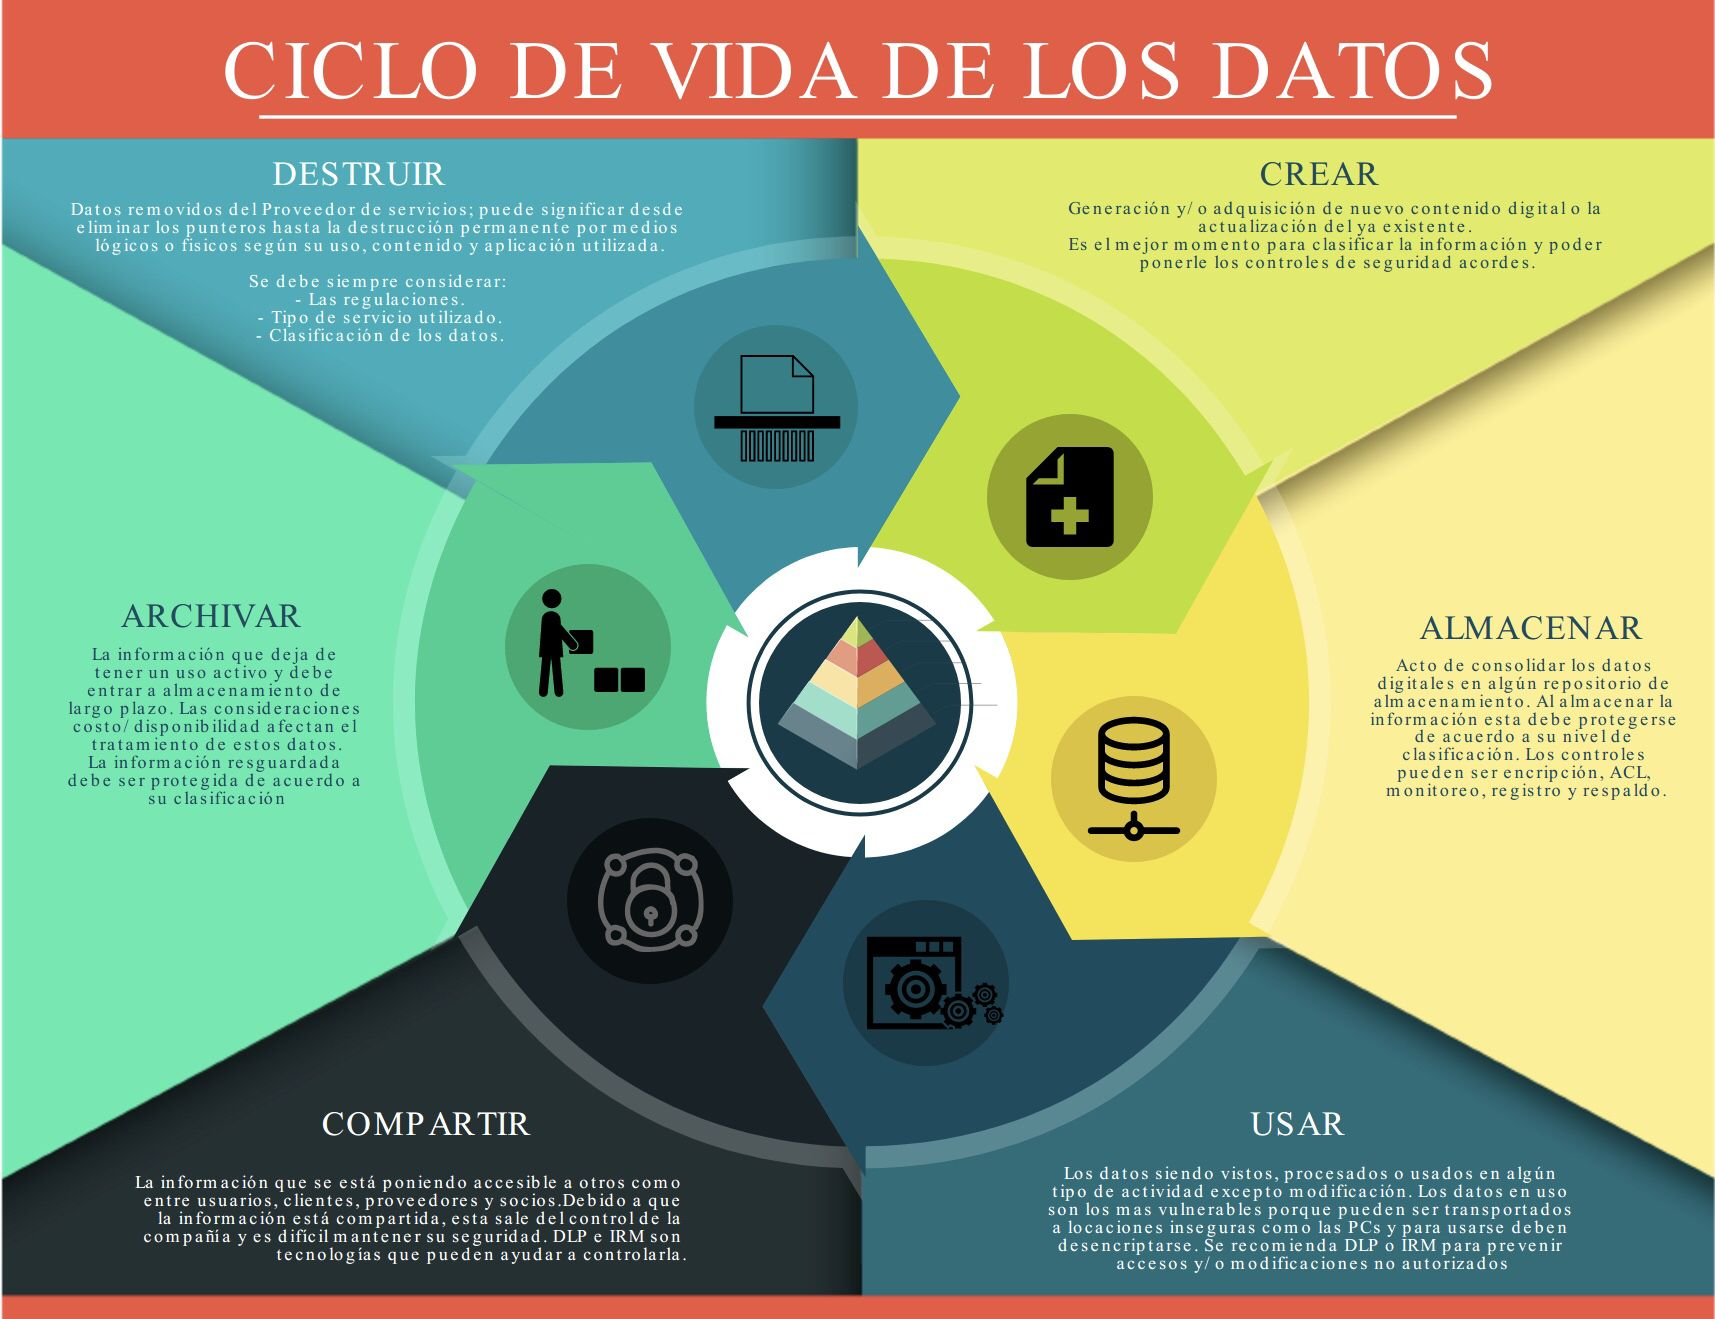 CICLO DE VIDA DE LOS DATOS
DESTRUIR
Datos removidos del Proveedor de servicios; puede significar desde
eliminar los punteros hasta la destrucción permanente por medios
lógicos o físicos según su uso, contenido y aplicación utilizada.
Se debe siempre considerar:
- Las regulaciones.
- Tipo de servicio utilizado.
- Clasificación de los datos.
CREAR
Generación y/o adquisición de nuevo contenido digital o la
actualización del ya existente.
Es el mejor momento para clasificar la información y poder
ponerle los controles de seguridad acordes.
ARCHIVAR
La información que deja de
tener un uso activo y debe
entrar a almacenamiento de
largo plazo. Las consideraciones
costo/disponibilidad afectan el
tratamiento de estos datos.
La información resguardada
debe ser protegida de acuerdo a
su clasificación
ALMACENAR
Acto de consolidar los datos
digitales en algún repositorio de
almacenamiento. Al almacenar la
información esta debe protegerse
de acuerdo a su nivel de
clasificación. Los controles
pueden ser encripción, ACL,
monitoreo, registro y respaldo.
COMPARTIR
La información que se está poniendo accesible a otros como
entre usuarios, clientes, proveedores y socios.Debido a que
la información está compartida, esta sale del control de la
compañía y es difícil mantener su seguridad. DLP e IRM son
tecnologías que pueden ayudar a controlarla.
USAR
Los datos siendo vistos, procesados o usados en algún
tipo de actividad excepto modificación. Los datos en uso
son los mas vulnerables porque pueden ser transportados
a locaciones inseguras como las PCs y para usarse deben
desencriptarse. Se recomienda DLP o IRM para prevenir
accesos y/o modificaciones no autorizados